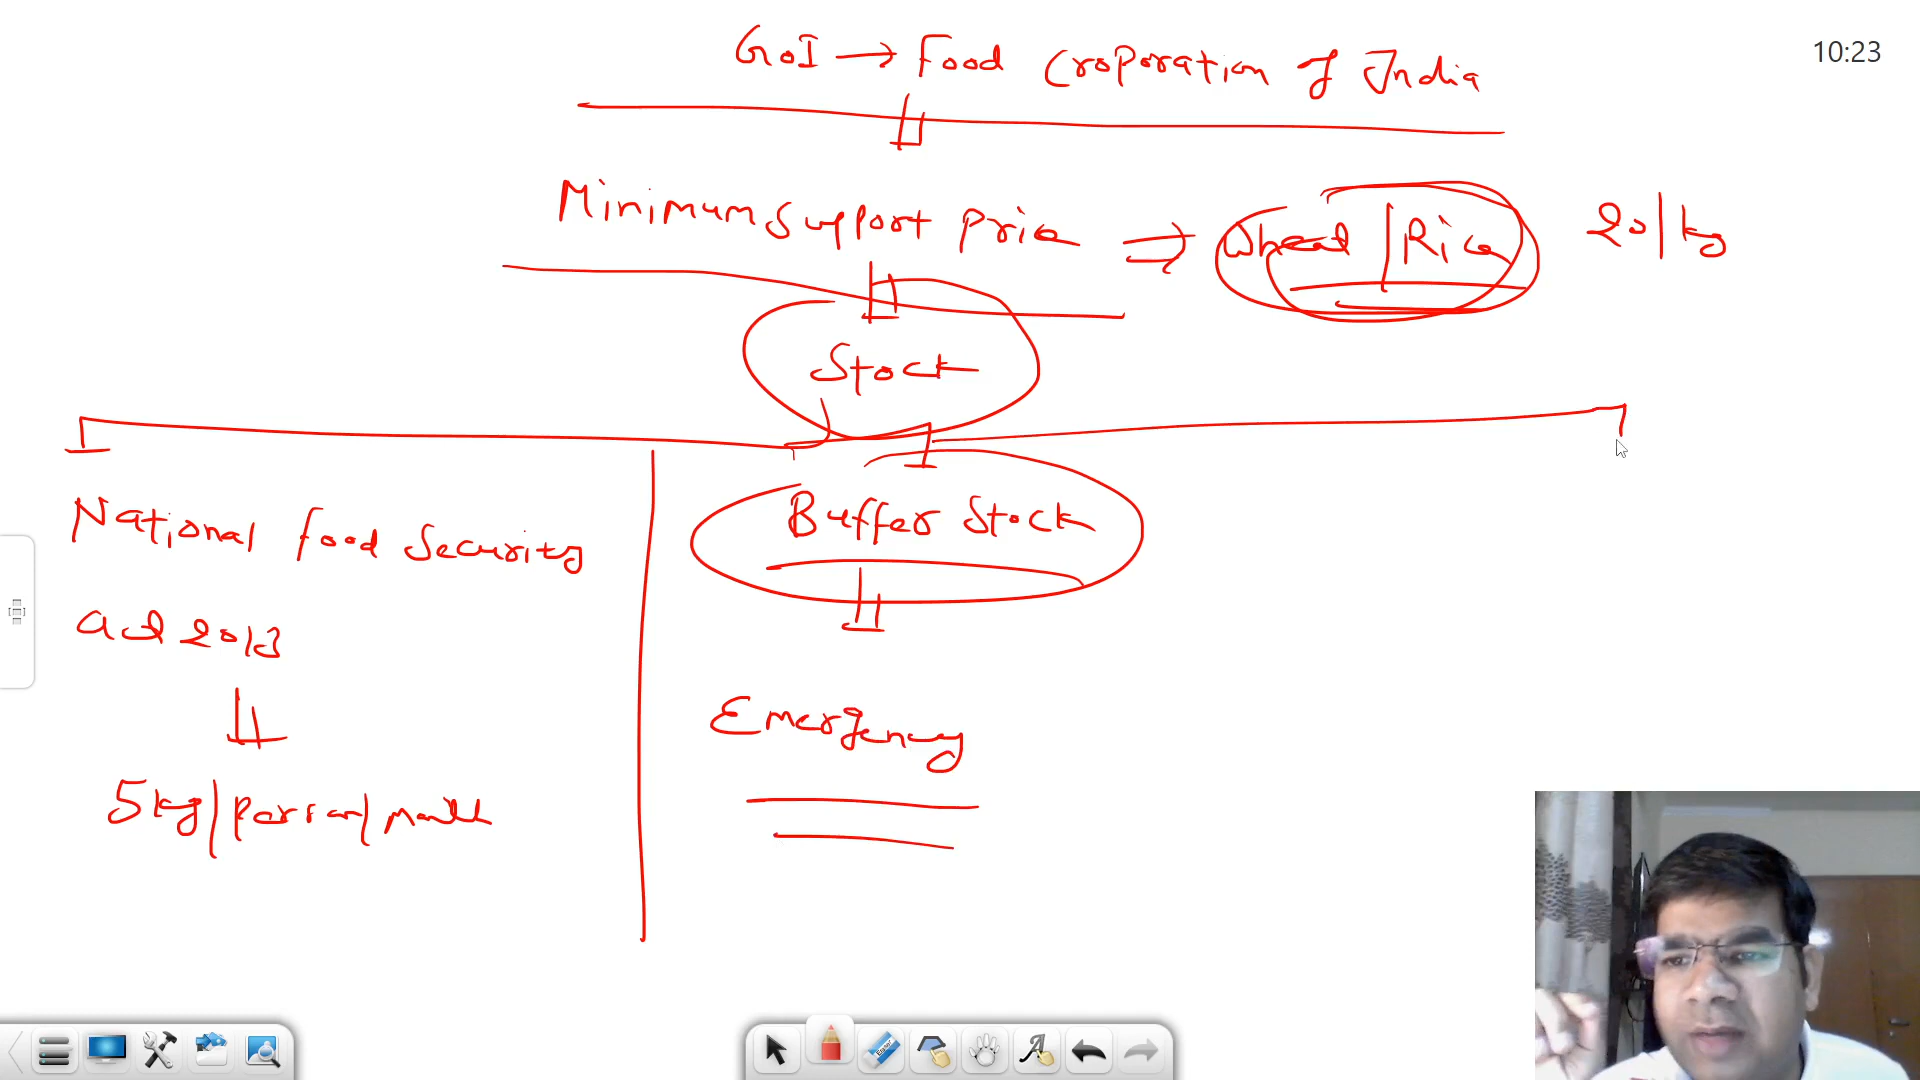 GoI → Food Croporation of India
10:23
Minimum Support Price ⇒ Wheat / Rice 20/kg
Stock
National Food Security
Act 2013
5kg/Person/Month
Buffer Stock
Emergency